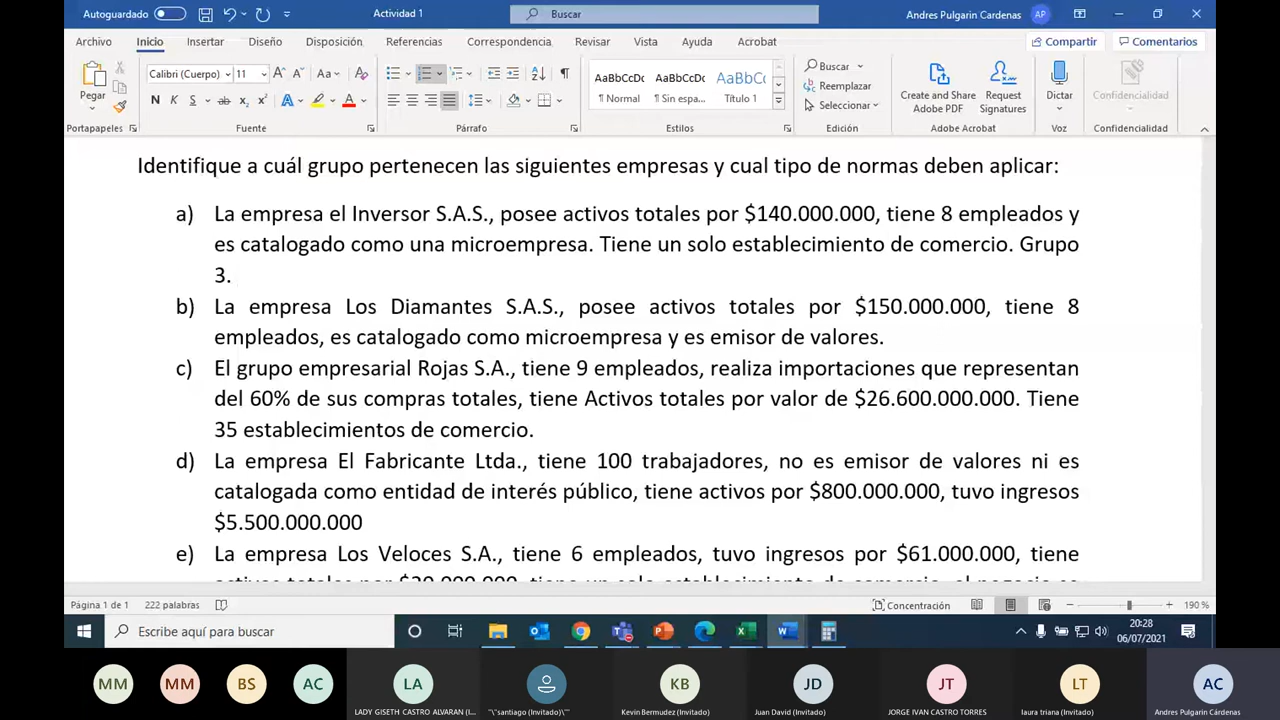 Autoguardado
Actividad 1
Buscar
Andres Pulgarin Cardenas
AP
Archivo Inicio Insertar Diseño Disposición Referencias Correspondencia Revisar Vista Ayuda Acrobat
Compartir
Comentarios
Pegar
Calibri (Cuerpo) 11
N K S ab x₂ x²
AaBbCcDc AaBbCcDc AaBbCc
¶ Normal ¶ Sin espa... Título 1
Buscar
Reemplazar
Seleccionar
Create and Share Adobe PDF
Request Signatures
Dictar
Confidencialidad
Portapapeles Fuente Párrafo Estilos Edición Adobe Acrobat Voz Confidencialidad
Identifique a cuál grupo pertenecen las siguientes empresas y cual tipo de normas deben aplicar:
a) La empresa el Inversor S.A.S., posee activos totales por $140.000.000, tiene 8 empleados y
es catalogado como una microempresa. Tiene un solo establecimiento de comercio. Grupo
3.
b) La empresa Los Diamantes S.A.S., posee activos totales por $150.000.000, tiene 8
empleados, es catalogado como microempresa y es emisor de valores.
c) El grupo empresarial Rojas S.A., tiene 9 empleados, realiza importaciones que representan
del 60% de sus compras totales, tiene Activos totales por valor de $26.600.000.000. Tiene
35 establecimientos de comercio.
d) La empresa El Fabricante Ltda., tiene 100 trabajadores, no es emisor de valores ni es
catalogada como entidad de interés público, tiene activos por $800.000.000, tuvo ingresos
$5.500.000.000
e) La empresa Los Veloces S.A., tiene 6 empleados, tuvo ingresos por $61.000.000, tiene
Página 1 de 1 222 palabras
Concentración
190 %
Escribe aquí para buscar
20:28
06/07/2021
MM MM BS AC LA KB JD JT LT AC
LADY GISETH CASTRO ALVARAN (I...
"\"santiago (Invitado)\""
Kevin Bermudez (Invitado)
Juan David (Invitado)
JORGE IVAN CASTRO TORRES
laura triana (Invitado)
Andres Pulgarin Cárdenas